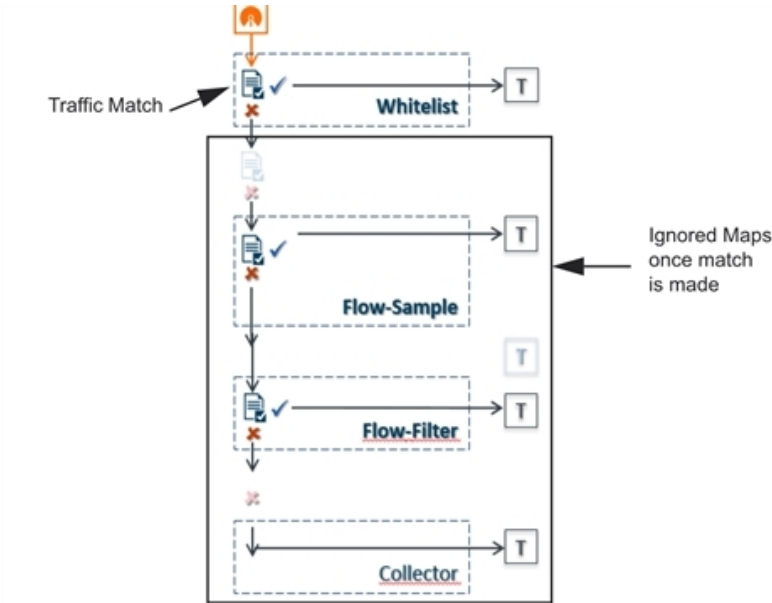 T
Whitelist
Traffic Match
T
Ignored Maps
once match
is made
Flow-Sample
T
T
Flow-Filter
T
Collector